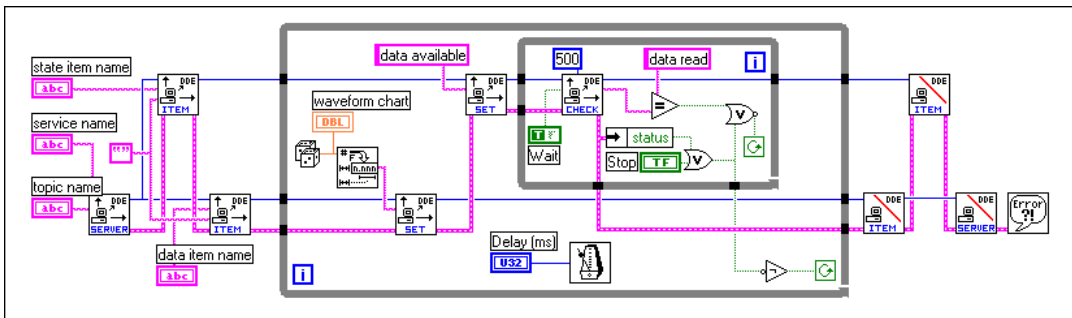 state item name
abc
service name
abc
topic name
abc
""
DDE
SERVER
DDE
ITEM
DDE
ITEM
data item name
abc
data available
waveform chart
DBL
#
F
n.nnn
DDE
SET
DDE
SET
Delay (ms)
U32
i
500
data read
i
DDE
CHECK
=
V
T F
Wait
status
Stop
TF
V
DDE
ITEM
DDE
ITEM
DDE
SERVER
Error
?!